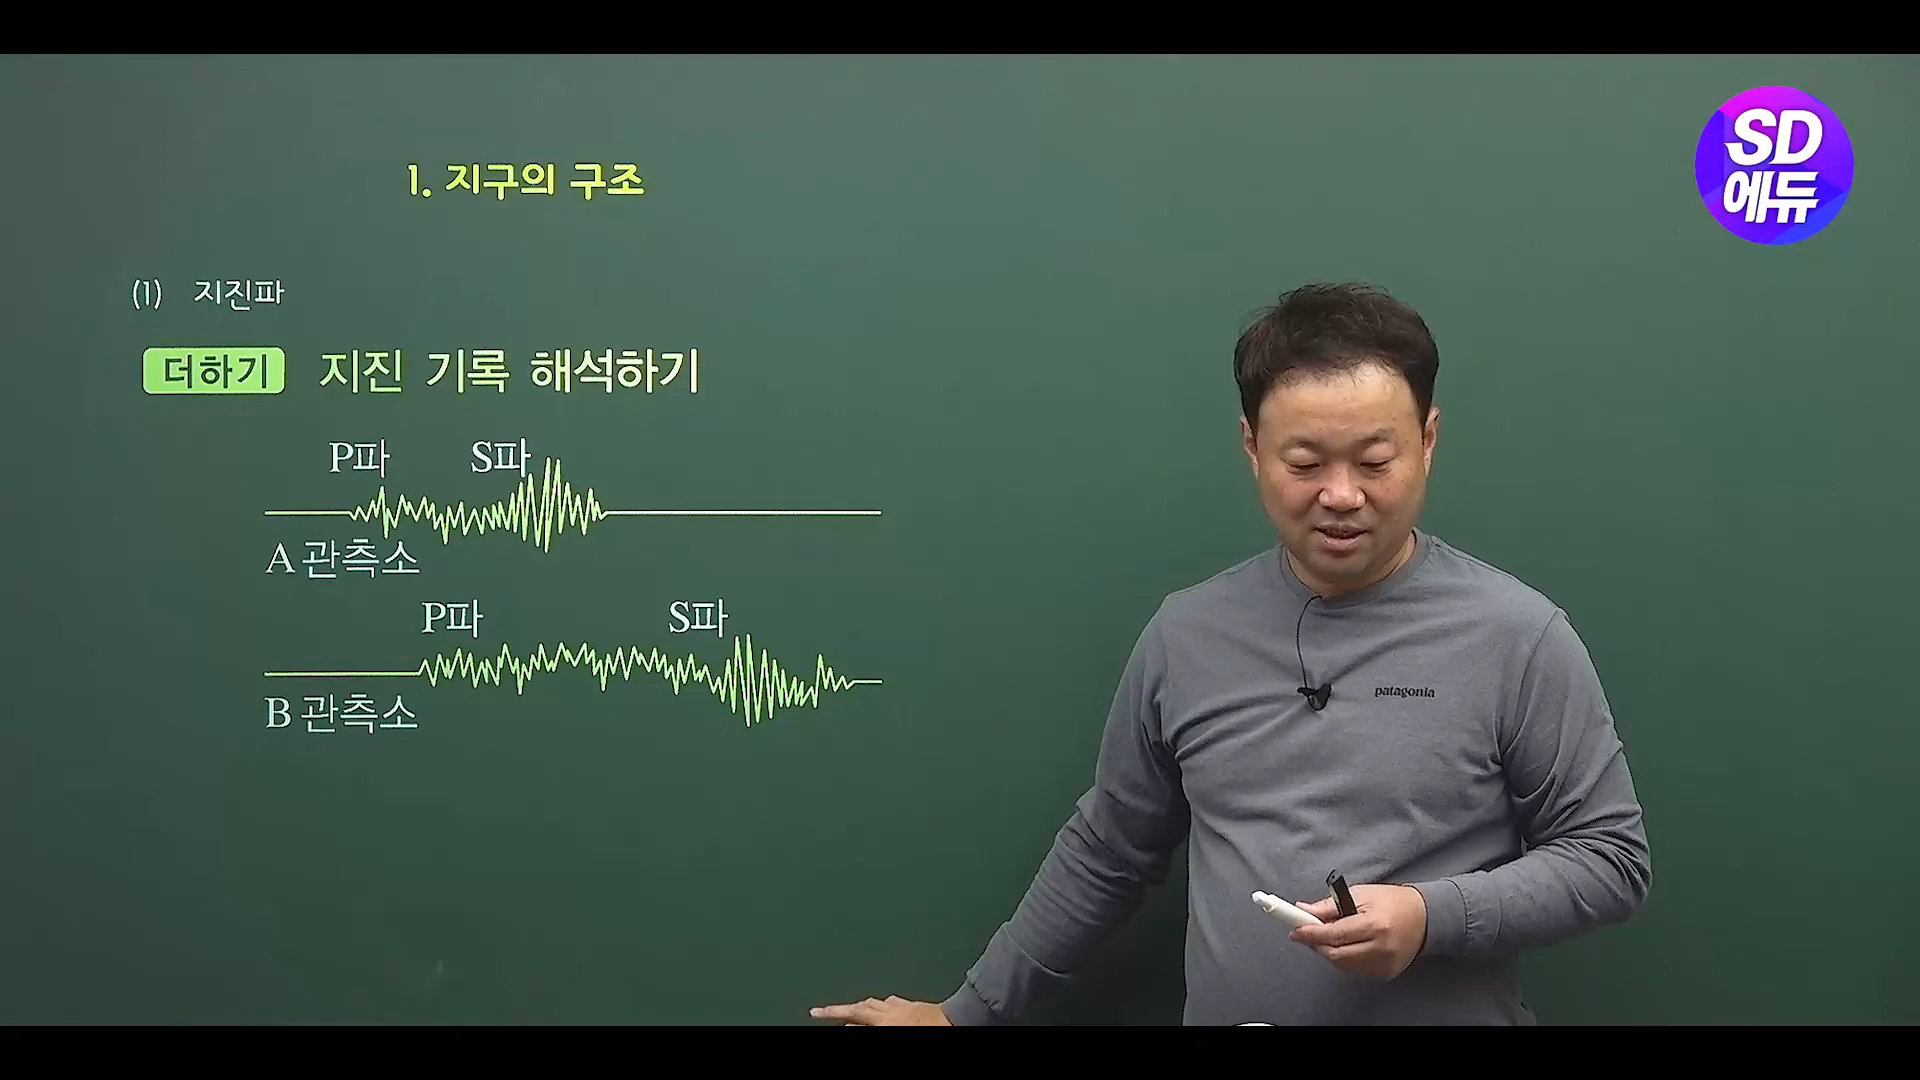 SD
에듀
1. 지구의 구조
(1) 지진파
더하기 지진 기록 해석하기
P파 S파
A 관측소
P파 S파
B 관측소
patagonia